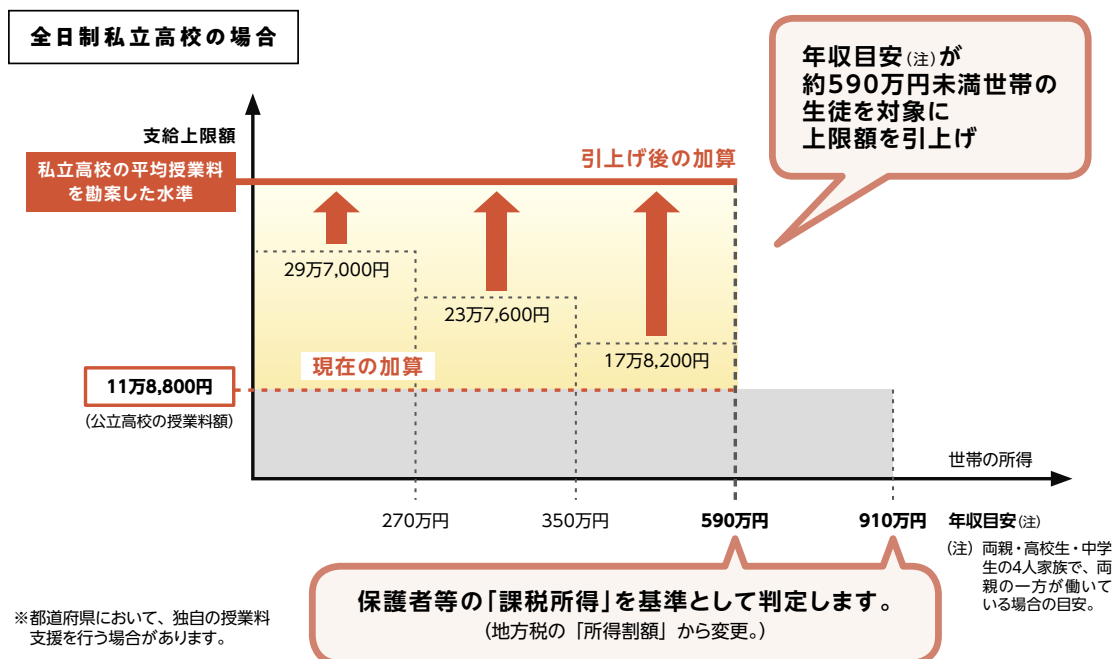 全日制私立高校の場合
年収目安(注)が
約590万円未満世帯の
生徒を対象に
上限額を引上げ
支給上限額
私立高校の平均授業料
を勘案した水準
引上げ後の加算
29万7,000円
23万7,600円
17万8,200円
現在の加算
11万8,800円
(公立高校の授業料額)
世帯の所得
270万円
350万円
590万円
910万円
年収目安(注)
(注) 両親・高校生・中学
生の4人家族で、両
親の一方が働いて
いる場合の目安。
保護者等の「課税所得」を基準として判定します。
(地方税の「所得割額」から変更。)
※都道府県において、独自の授業料
支援を行う場合があります。